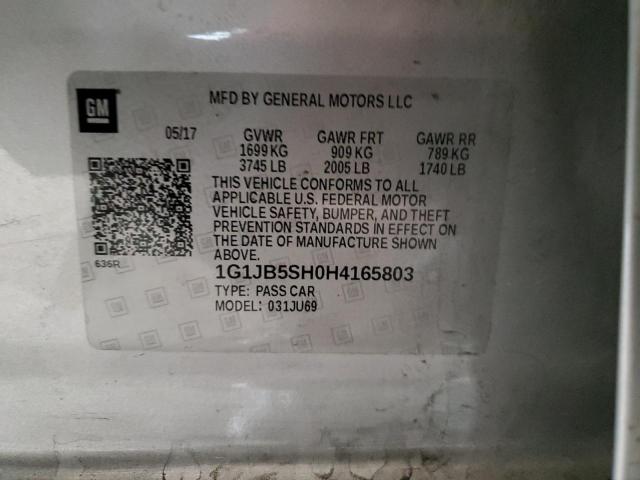 GM
MFD BY GENERAL MOTORS LLC
05/17 GVWR GAWR FRT GAWR RR
1699 KG 909 KG 789 KG
3745 LB 2005 LB 1740 LB
THIS VEHICLE CONFORMS TO ALL
APPLICABLE U.S. FEDERAL MOTOR
VEHICLE SAFETY, BUMPER, AND THEFT
PREVENTION STANDARDS IN EFFECT ON
THE DATE OF MANUFACTURE SHOWN
ABOVE.
636R...
1G1JB5SH0H4165803
TYPE: PASS CAR
MODEL: 031JU69